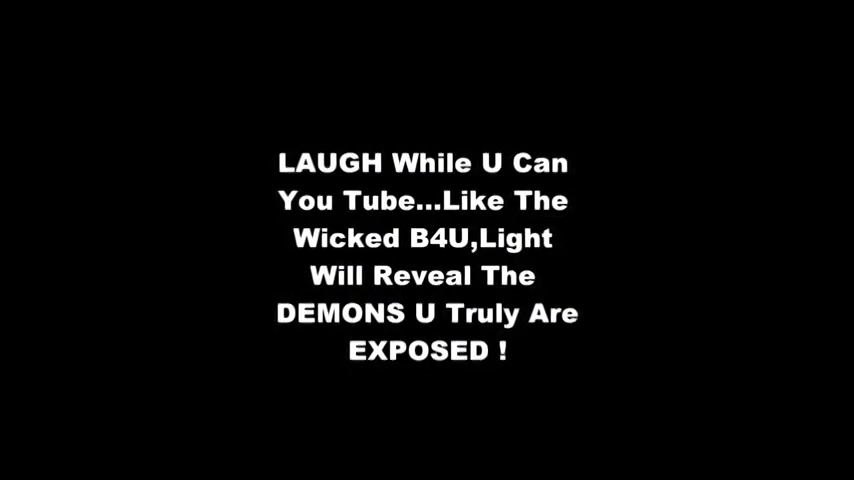 LAUGH While U Can
You Tube...Like The
Wicked B4U,Light
Will Reveal The
DEMONS U Truly Are
EXPOSED !